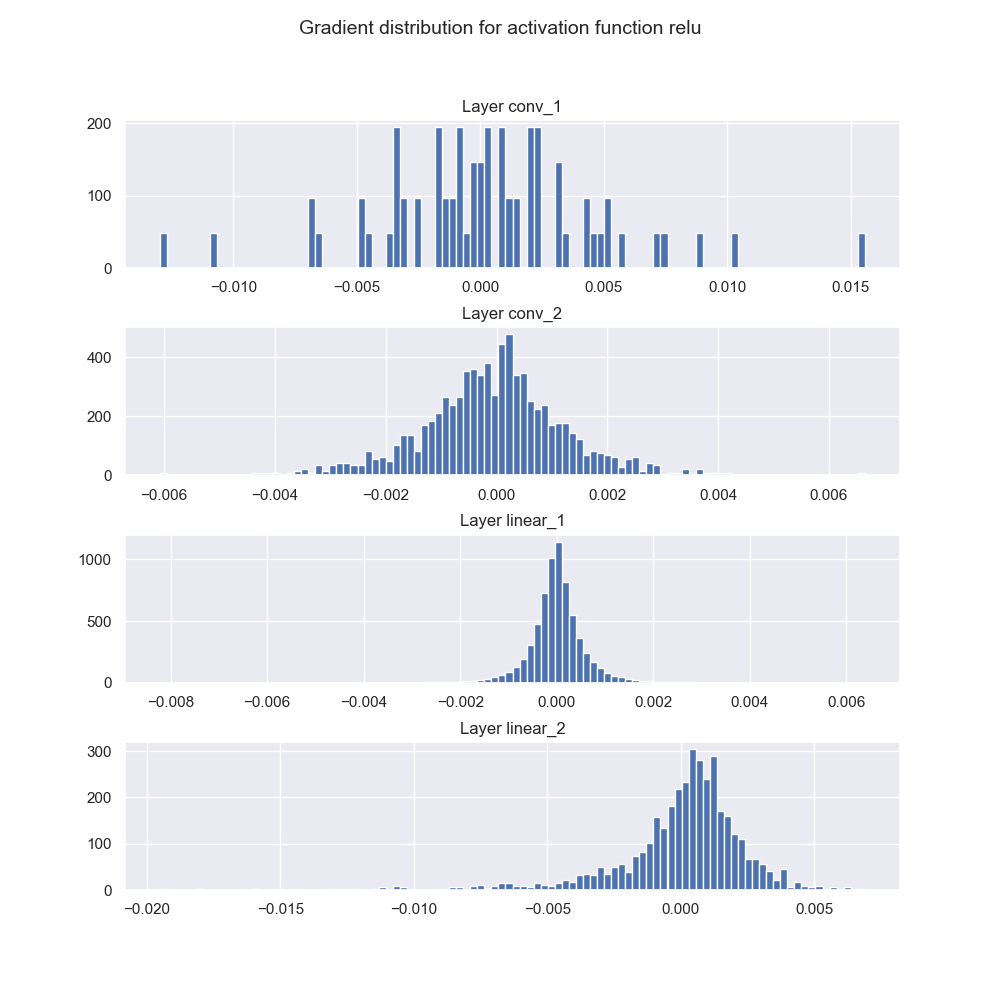 Gradient distribution for activation function relu
Layer conv_1
200
100
0
−0.010 −0.005 0.000 0.005 0.010 0.015
Layer conv_2
400
200
0
−0.006 −0.004 −0.002 0.000 0.002 0.004 0.006
Layer linear_1
1000
500
0
−0.008 −0.006 −0.004 −0.002 0.000 0.002 0.004 0.006
Layer linear_2
300
200
100
0
−0.020 −0.015 −0.010 −0.005 0.000 0.005